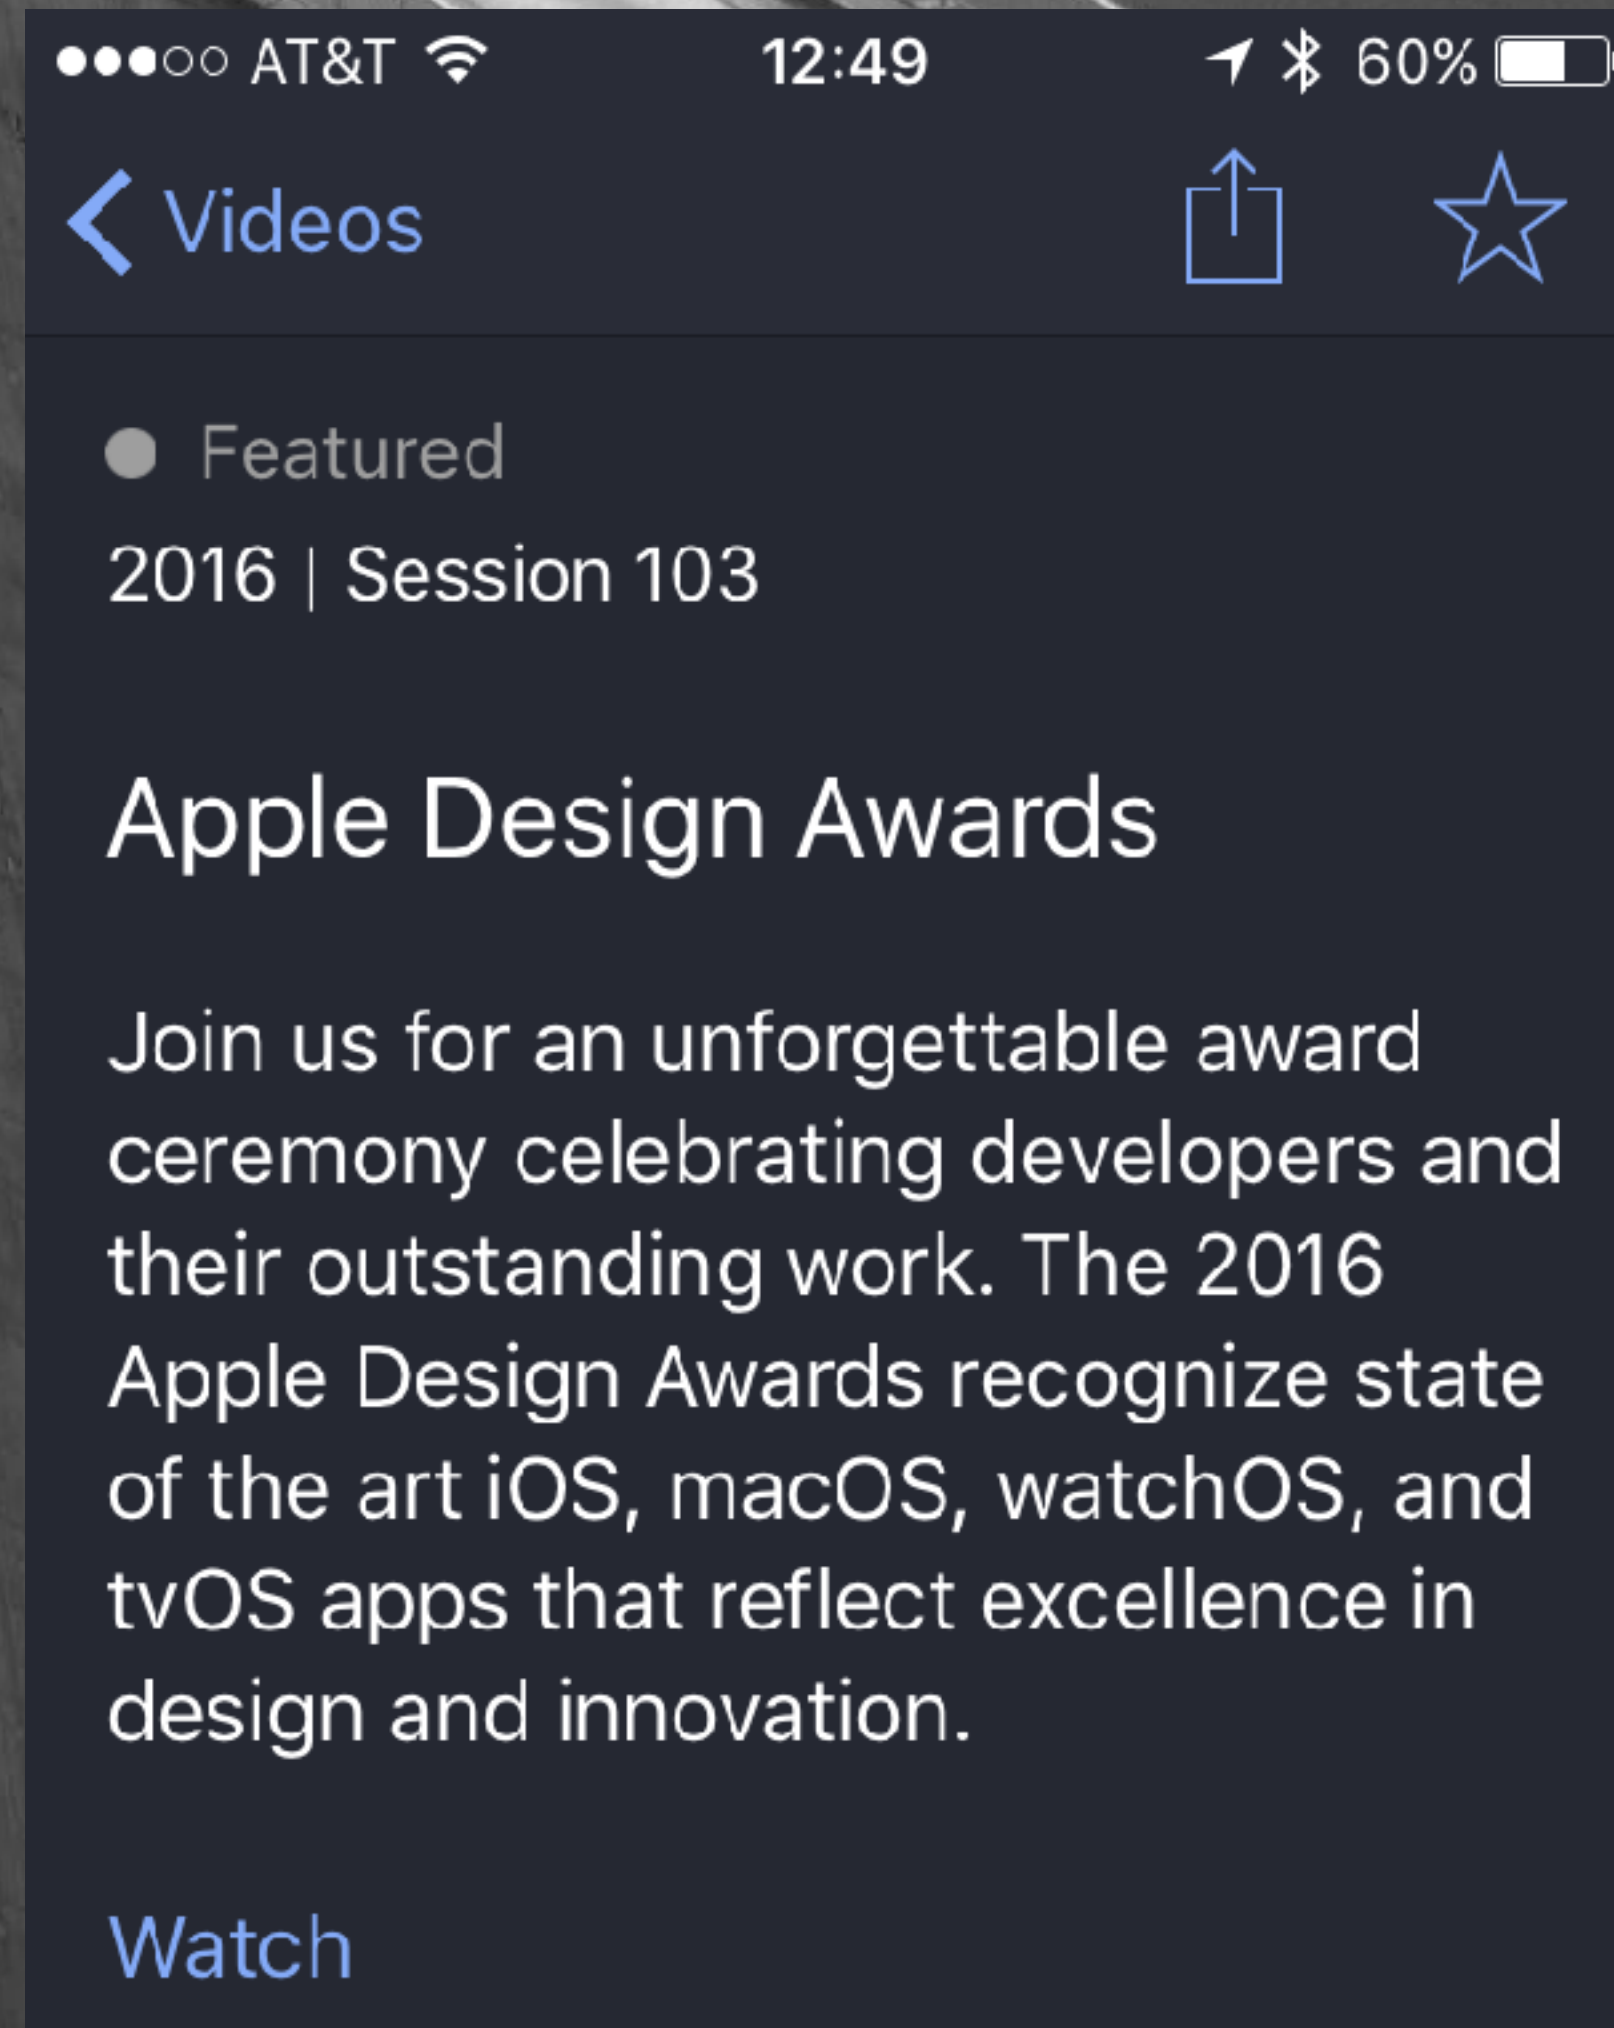 AT&T 12:49 60%
Videos
Featured
2016 | Session 103
Apple Design Awards
Join us for an unforgettable award
ceremony celebrating developers and
their outstanding work. The 2016
Apple Design Awards recognize state
of the art iOS, macOS, watchOS, and
tvOS apps that reflect excellence in
design and innovation.
Watch